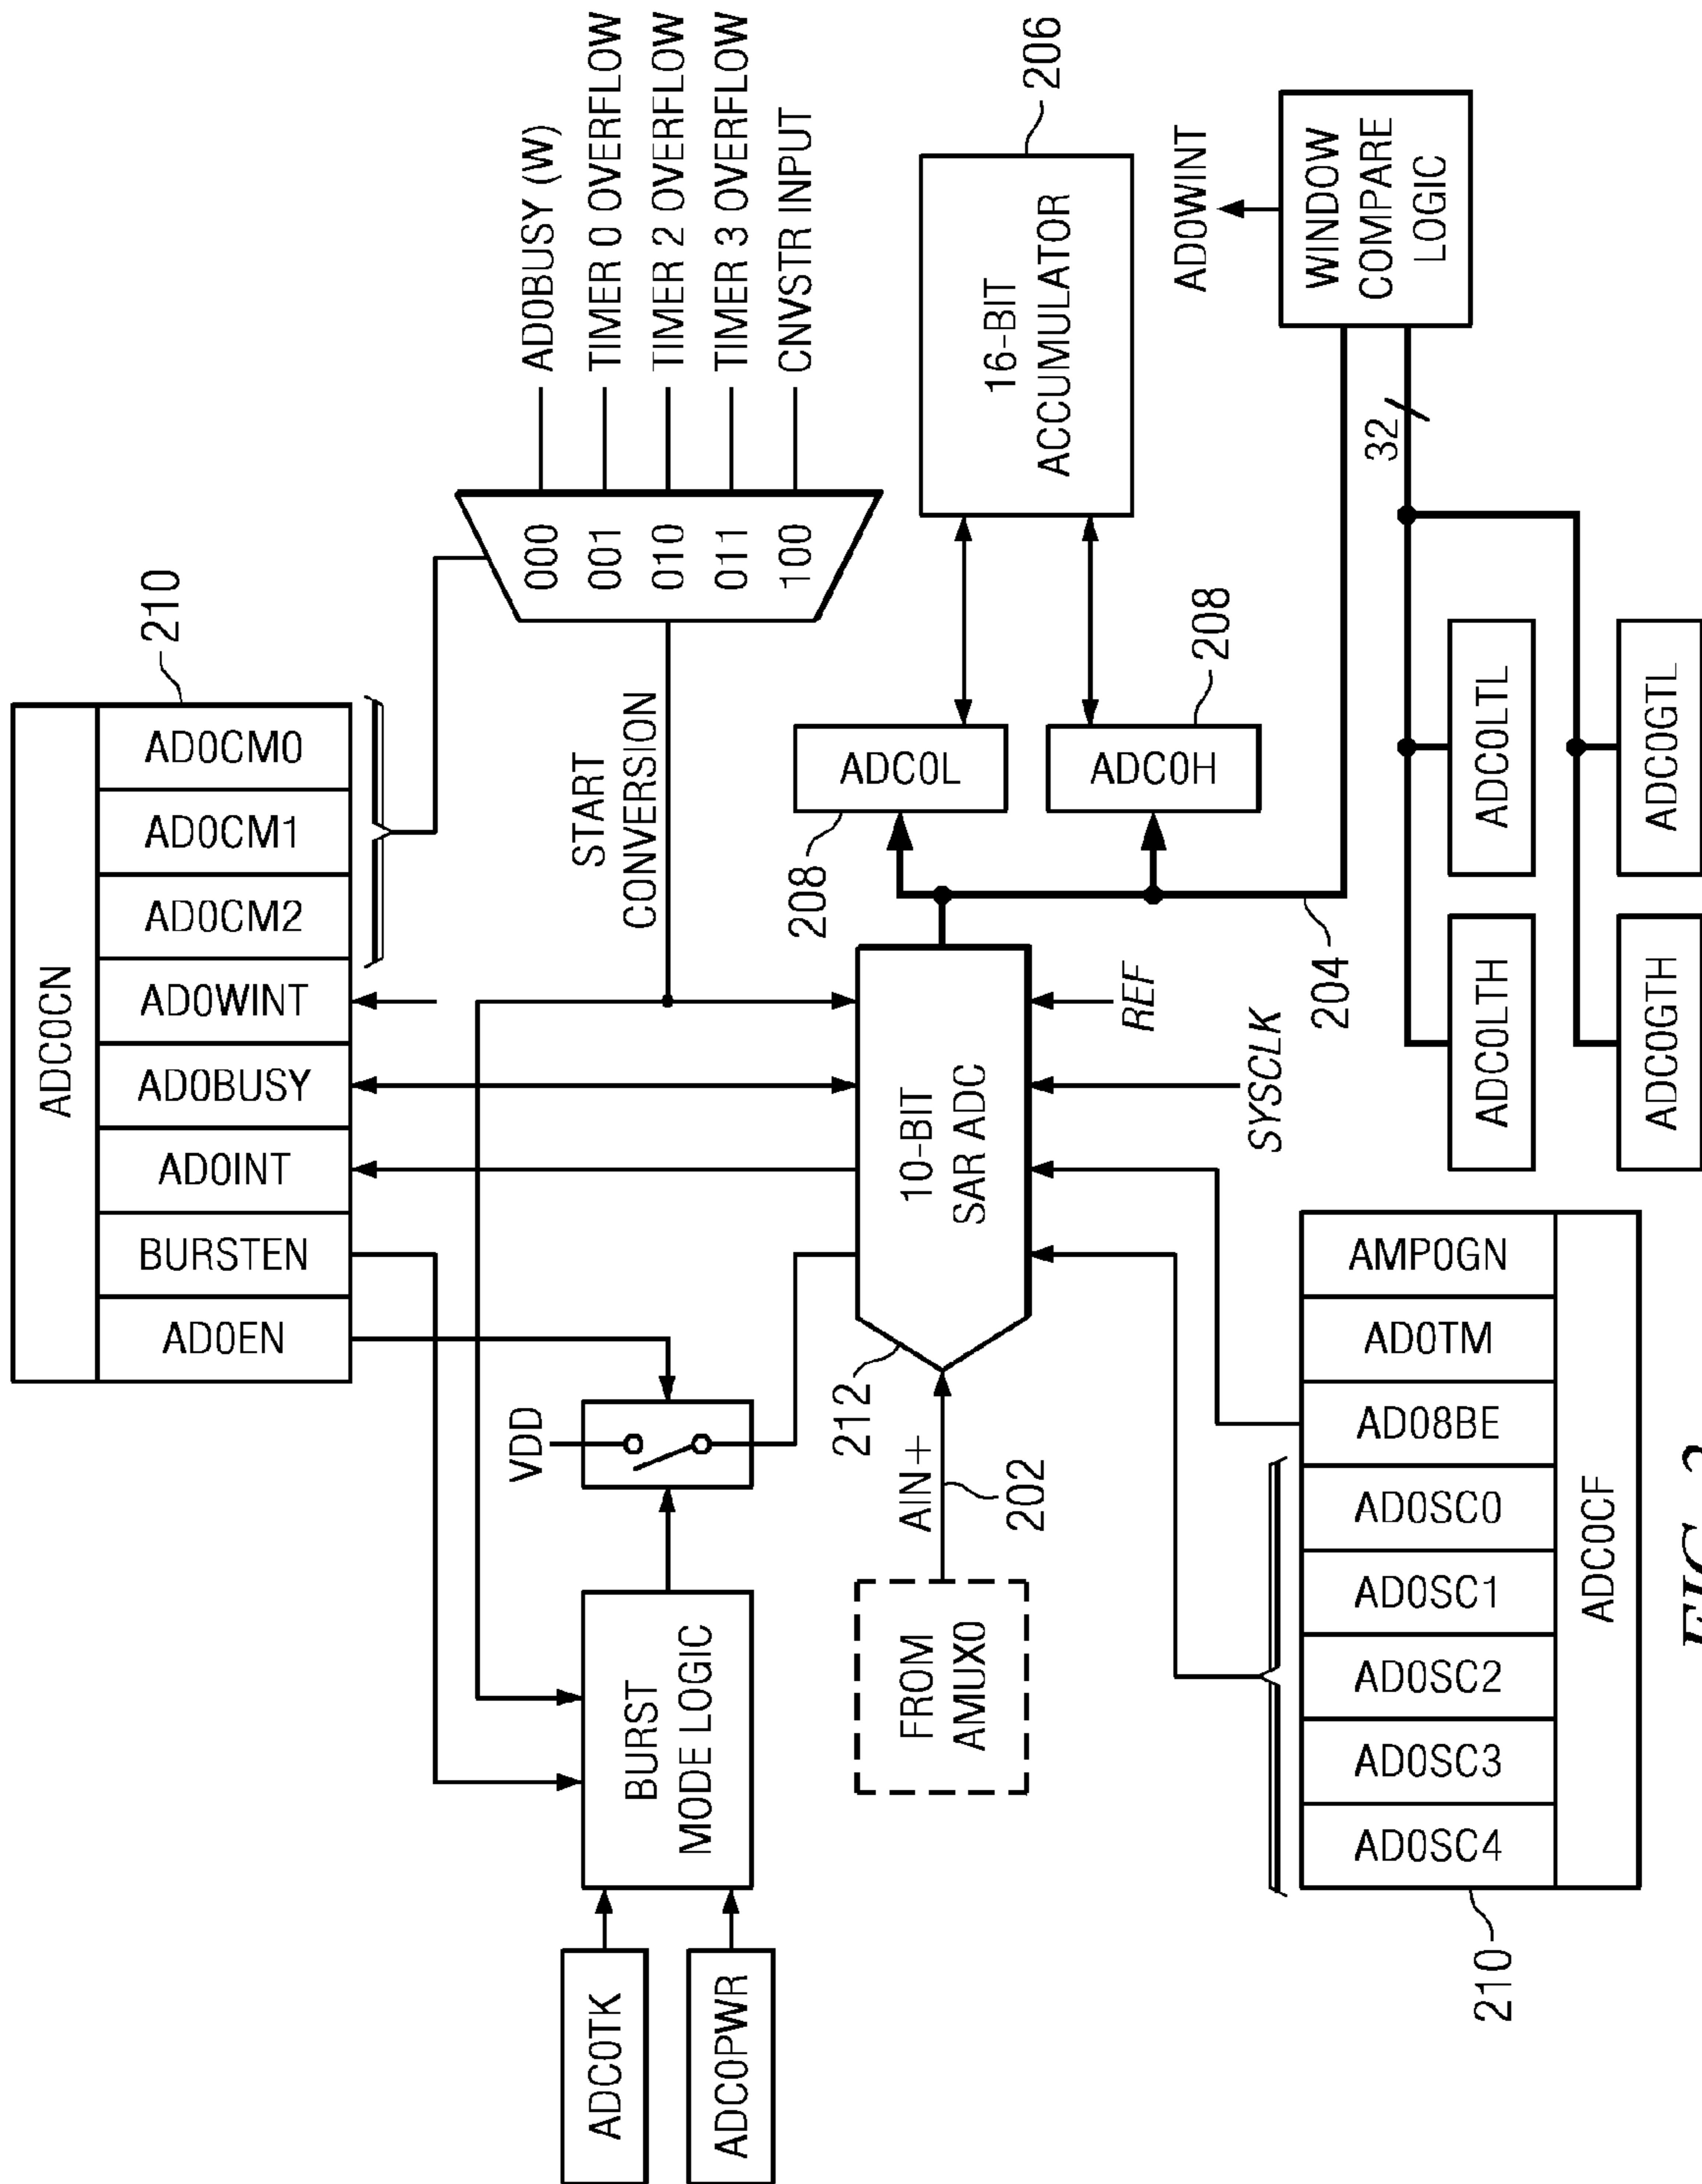 ADC0CN
AD0EN
BURSTEN
AD0INT
AD0BUSY
AD0WINT
AD0CM2
AD0CM1
AD0CM0
210
VDD
START
CONVERSION
000
001
010
011
100
AD0BUSY (W)
TIMER 0 OVERFLOW
TIMER 2 OVERFLOW
TIMER 3 OVERFLOW
CNVSTR INPUT
ADC0TK
ADC0PWR
BURST
MODE LOGIC
FROM
AMUX0
AIN+
202
212
10-BIT
SAR ADC
REF
SYSCLK
208
ADC0L
ADC0H
208
16-BIT
ACCUMULATOR
206
204
AD0WINT
WINDOW
COMPARE
LOGIC
32
AD0SC4
AD0SC3
AD0SC2
AD0SC1
AD0SC0
AD08BE
AD0TM
AMP0GN
ADC0CF
210
ADC0LTH
ADC0LTL
ADC0GTH
ADC0GTL
FIG. 2